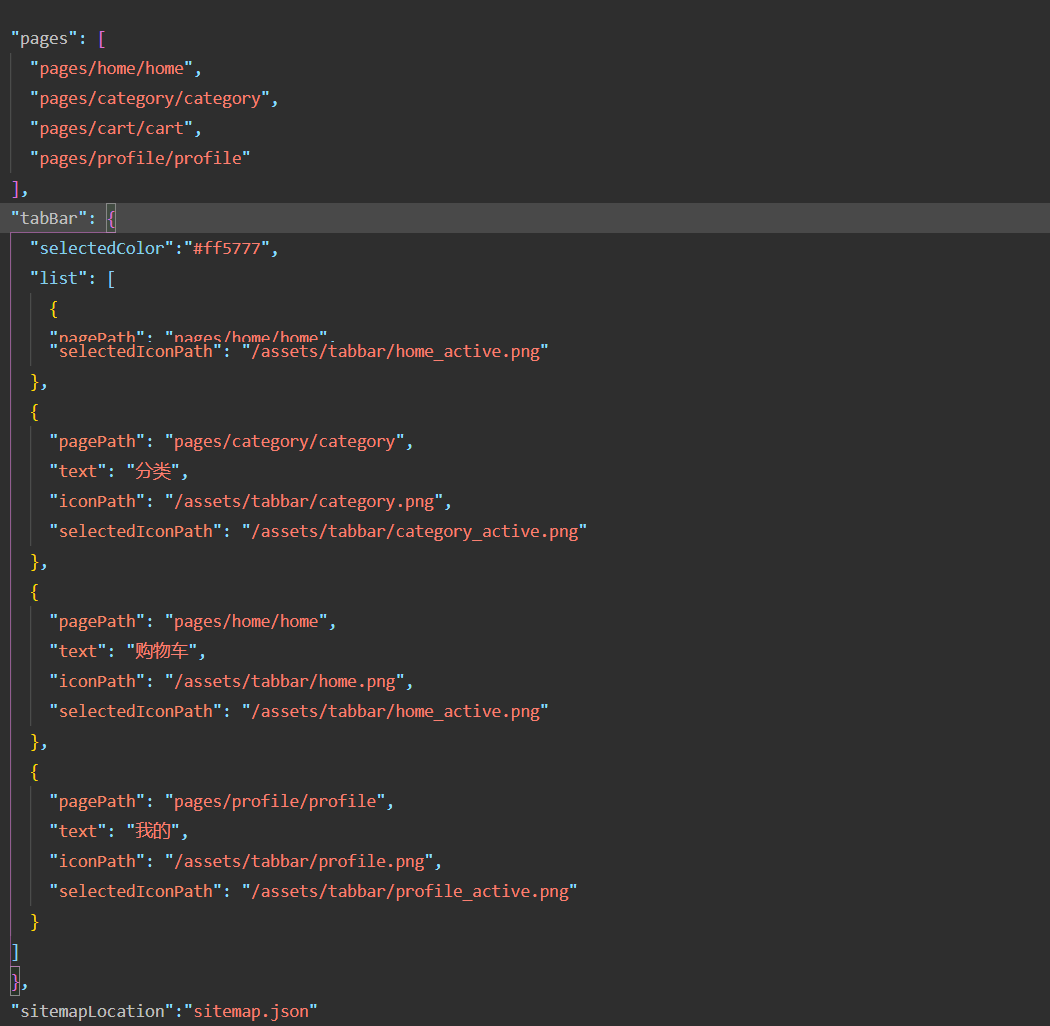 "pages": [
"pages/home/home",
"pages/category/category",
"pages/cart/cart",
"pages/profile/profile"
],
"tabBar": {
"selectedColor":"#ff5777",
"list": [
{
"pagePath": "pages/home/home",
"selectedIconPath": "/assets/tabbar/home_active.png"
},
{
"pagePath": "pages/category/category",
"text": "分类",
"iconPath": "/assets/tabbar/category.png",
"selectedIconPath": "/assets/tabbar/category_active.png"
},
{
"pagePath": "pages/home/home",
"text": "购物车",
"iconPath": "/assets/tabbar/home.png",
"selectedIconPath": "/assets/tabbar/home_active.png"
},
{
"pagePath": "pages/profile/profile",
"text": "我的",
"iconPath": "/assets/tabbar/profile.png",
"selectedIconPath": "/assets/tabbar/profile_active.png"
}
]
},
"sitemapLocation":"sitemap.json"